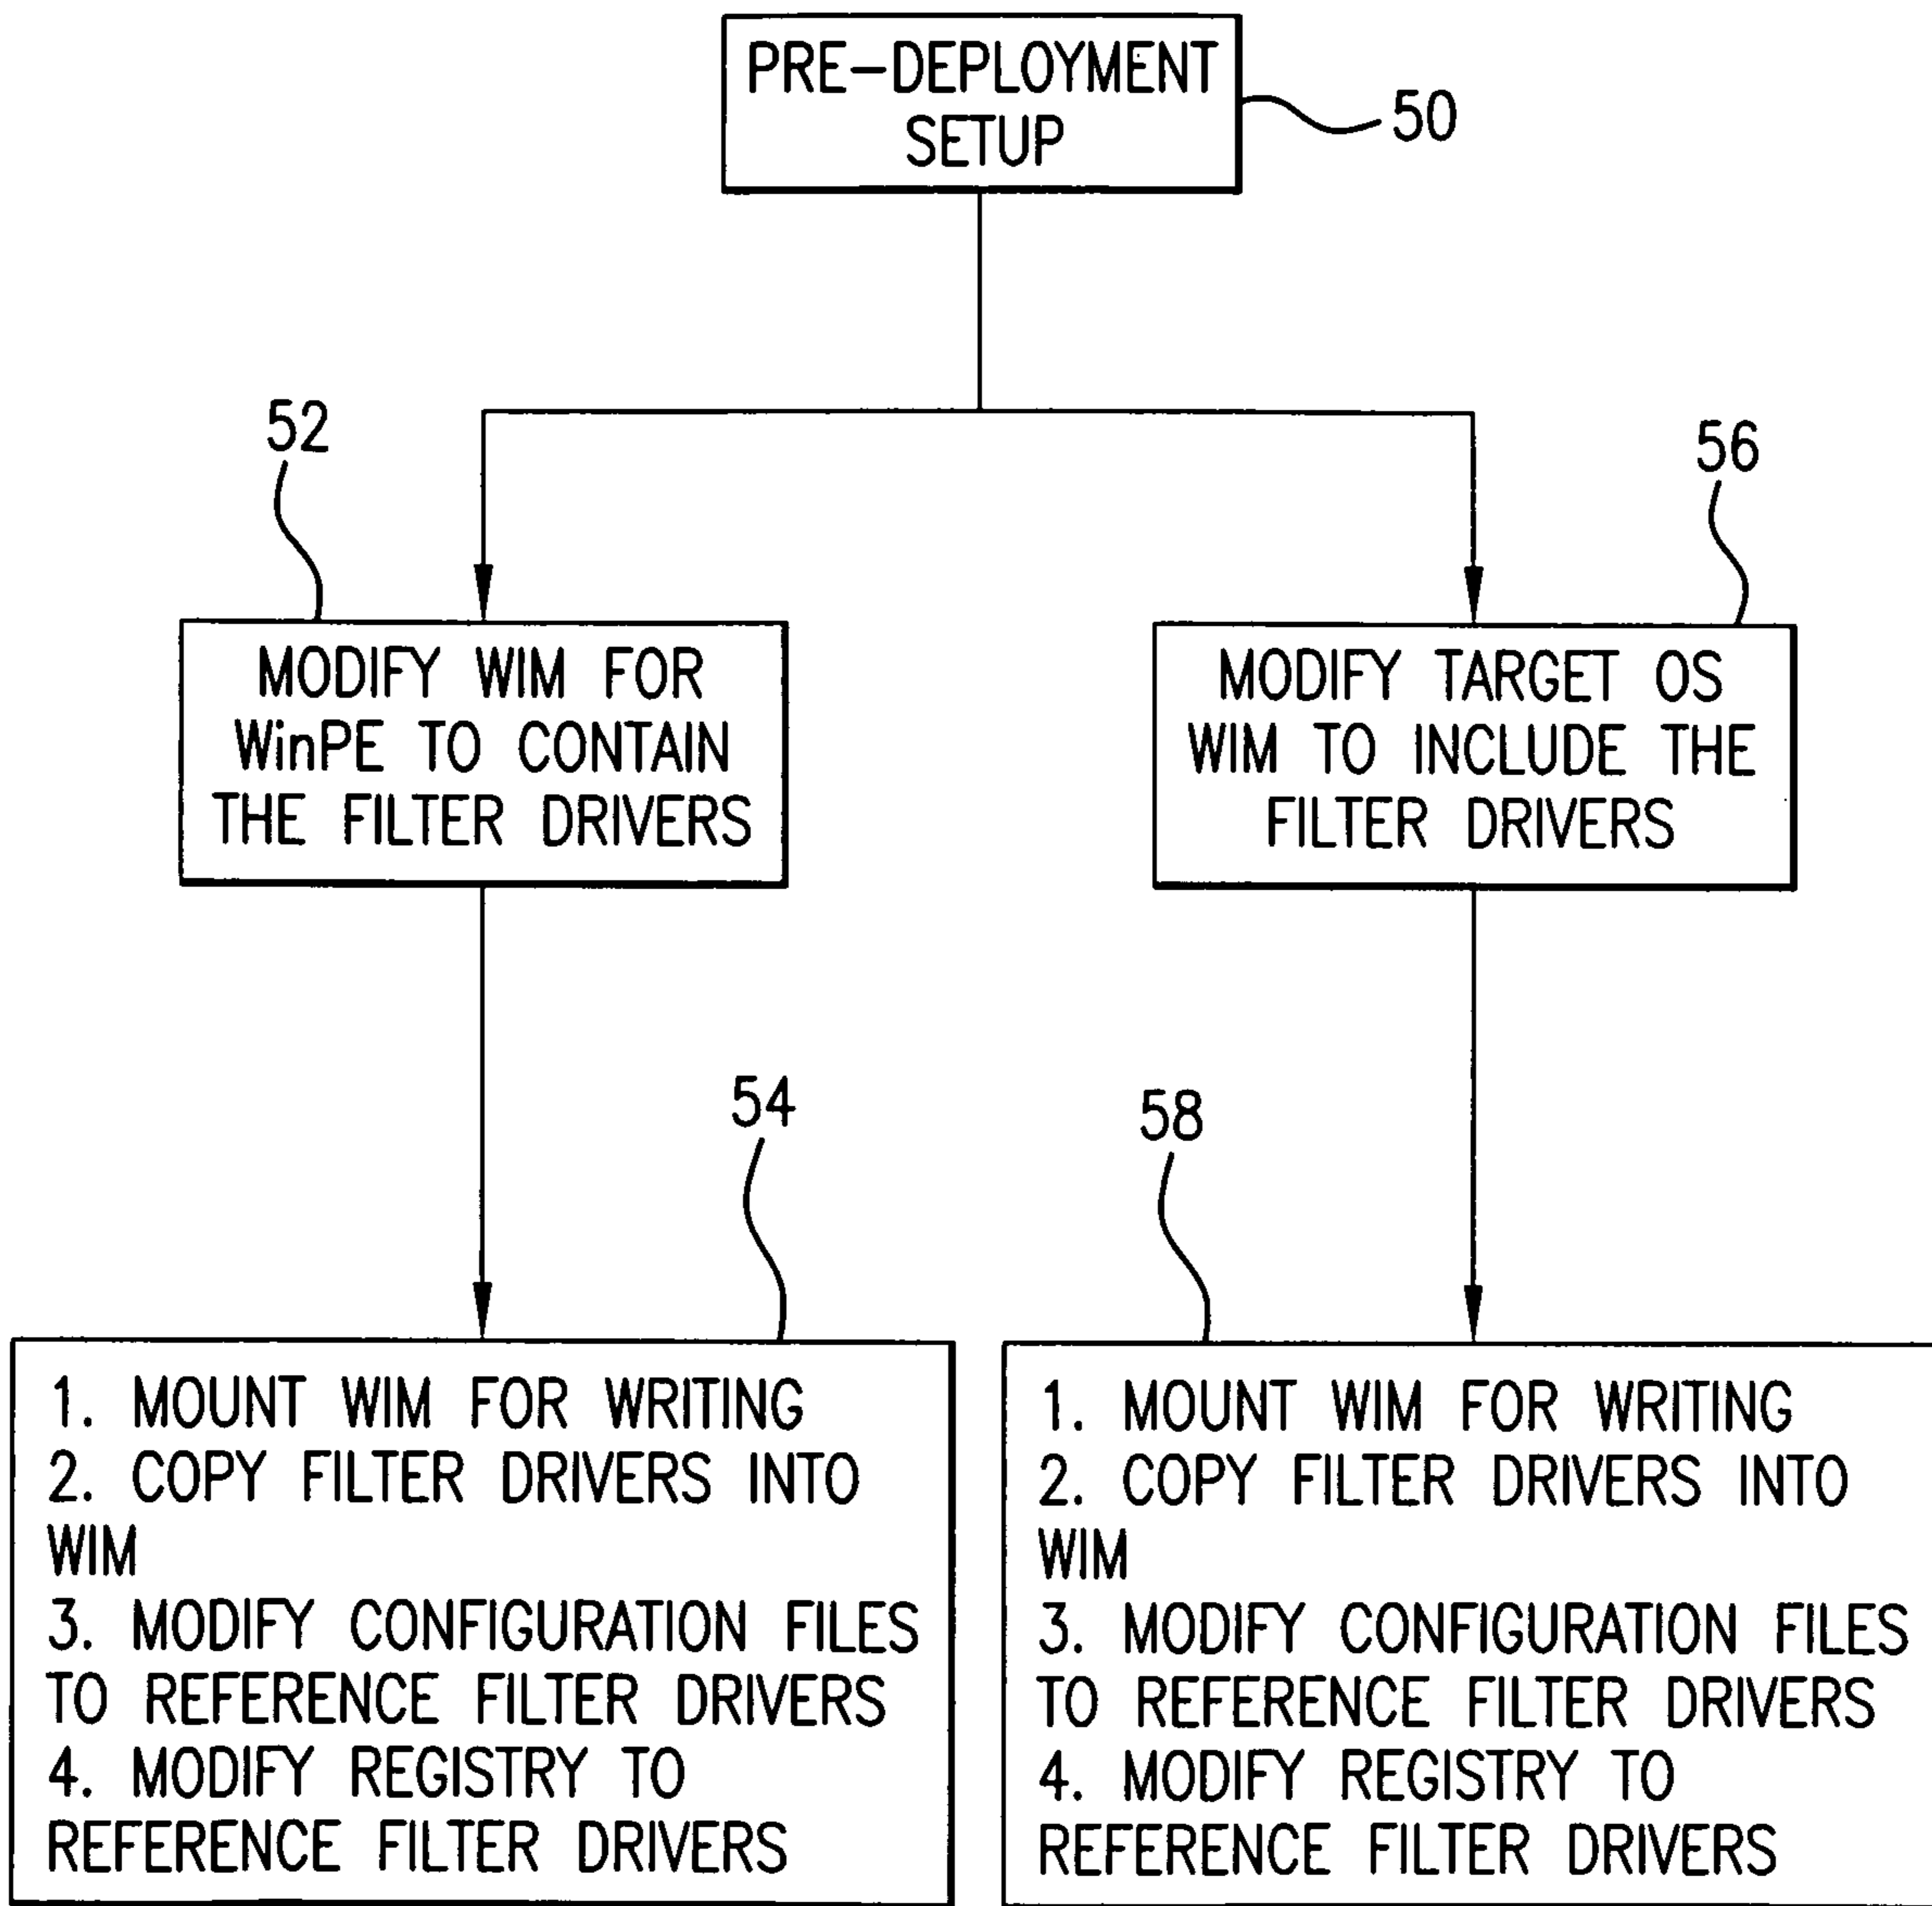 PRE-DEPLOYMENT
SETUP
50
52
MODIFY WIM FOR
WinPE TO CONTAIN
THE FILTER DRIVERS
56
MODIFY TARGET OS
WIM TO INCLUDE THE
FILTER DRIVERS
54
1. MOUNT WIM FOR WRITING
2. COPY FILTER DRIVERS INTO
WIM
3. MODIFY CONFIGURATION FILES
TO REFERENCE FILTER DRIVERS
4. MODIFY REGISTRY TO
REFERENCE FILTER DRIVERS
58
1. MOUNT WIM FOR WRITING
2. COPY FILTER DRIVERS INTO
WIM
3. MODIFY CONFIGURATION FILES
TO REFERENCE FILTER DRIVERS
4. MODIFY REGISTRY TO
REFERENCE FILTER DRIVERS